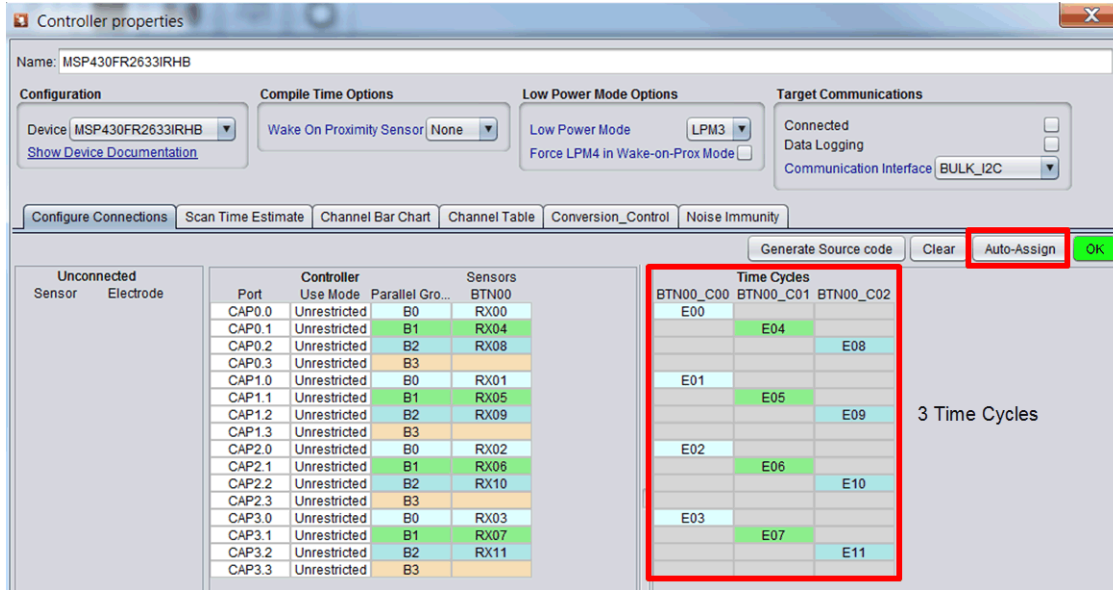 Controller properties
Name: MSP430FR2633IRHB
Configuration
Device MSP430FR2633IRHB
Show Device Documentation
Compile Time Options
Wake On Proximity Sensor None
Low Power Mode Options
Low Power Mode LPM3
Force LPM4 in Wake-on-Prox Mode
Target Communications
Connected
Data Logging
Communication Interface BULK_I2C
Configure Connections Scan Time Estimate Channel Bar Chart Channel Table Conversion_Control Noise Immunity
Generate Source code Clear Auto-Assign OK
Unconnected
Sensor Electrode
Controller Sensors
Port Use Mode Parallel Gro... BTN00
CAP0.0 Unrestricted B0 RX00
CAP0.1 Unrestricted B1 RX04
CAP0.2 Unrestricted B2 RX08
CAP0.3 Unrestricted B3
CAP1.0 Unrestricted B0 RX01
CAP1.1 Unrestricted B1 RX05
CAP1.2 Unrestricted B2 RX09
CAP1.3 Unrestricted B3
CAP2.0 Unrestricted B0 RX02
CAP2.1 Unrestricted B1 RX06
CAP2.2 Unrestricted B2 RX10
CAP2.3 Unrestricted B3
CAP3.0 Unrestricted B0 RX03
CAP3.1 Unrestricted B1 RX07
CAP3.2 Unrestricted B2 RX11
CAP3.3 Unrestricted B3
Time Cycles
BTN00_C00 BTN00_C01 BTN00_C02
E00
E04
E08
E01
E05
E09
E02
E06
E10
E03
E07
E11
3 Time Cycles